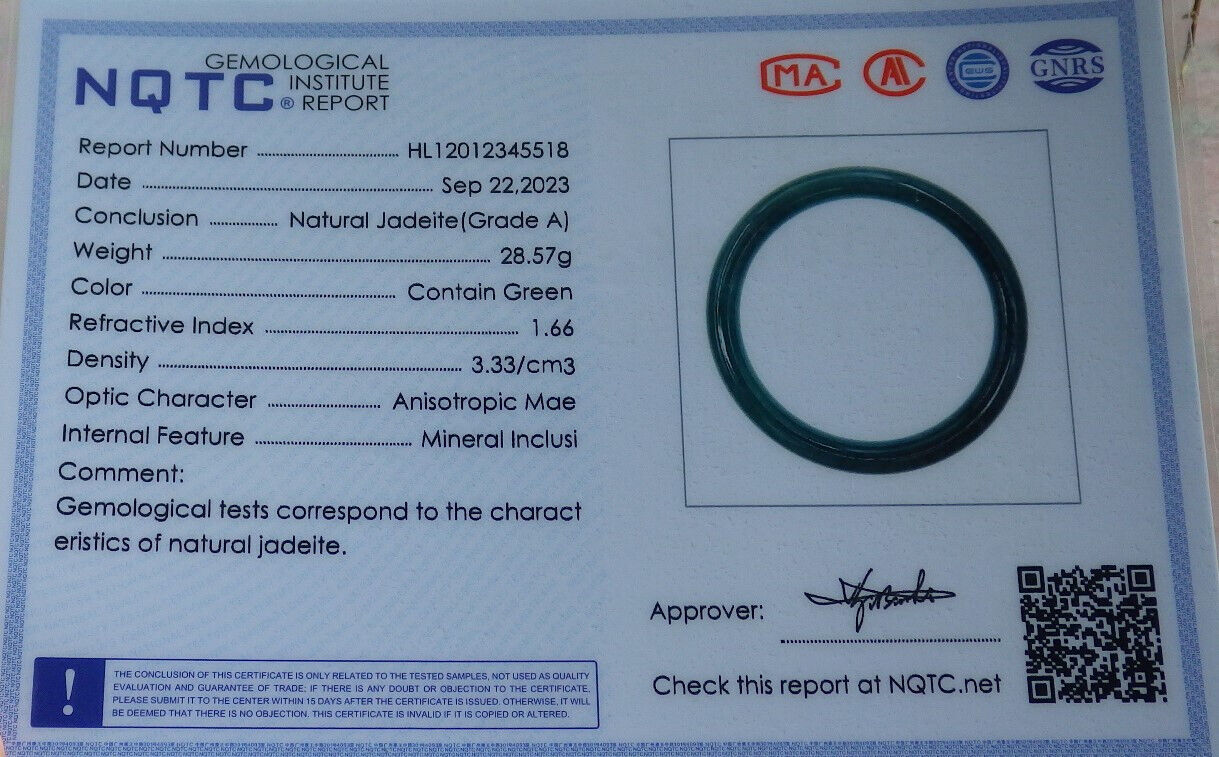 NQTC® GEMOLOGICAL
INSTITUTE
REPORT
MA
GNRS
Report Number HL12012345518
Date Sep 22,2023
Conclusion Natural Jadeite(Grade A)
Weight 28.57g
Color Contain Green
Refractive Index 1.66
Density 3.33/cm3
Optic Character Anisotropic Mae
Internal Feature Mineral Inclusi
Comment:
Gemological tests correspond to the charact
eristics of natural jadeite.
Approver:
Check this report at NQTC.net
!
THE CONCLUSION OF THIS CERTIFICATE IS ONLY RELATED TO THE TESTED SAMPLES, NOT USED AS QUALITY
EVALUATION AND GUARANTEE OF TRADE; IF THERE IS ANY DOUBT OR OBJECTION TO THE CERTIFICATE,
PLEASE SUBMIT IT TO THE CENTER WITHIN 15 DAYS AFTER THE CERTIFICATE IS ISSUED. OTHERWISE, IT WILL
BE DEEMED THAT THERE IS NO OBJECTION. THIS CERTIFICATE IS INVALID IF IT IS COPIED OR ALTERED.